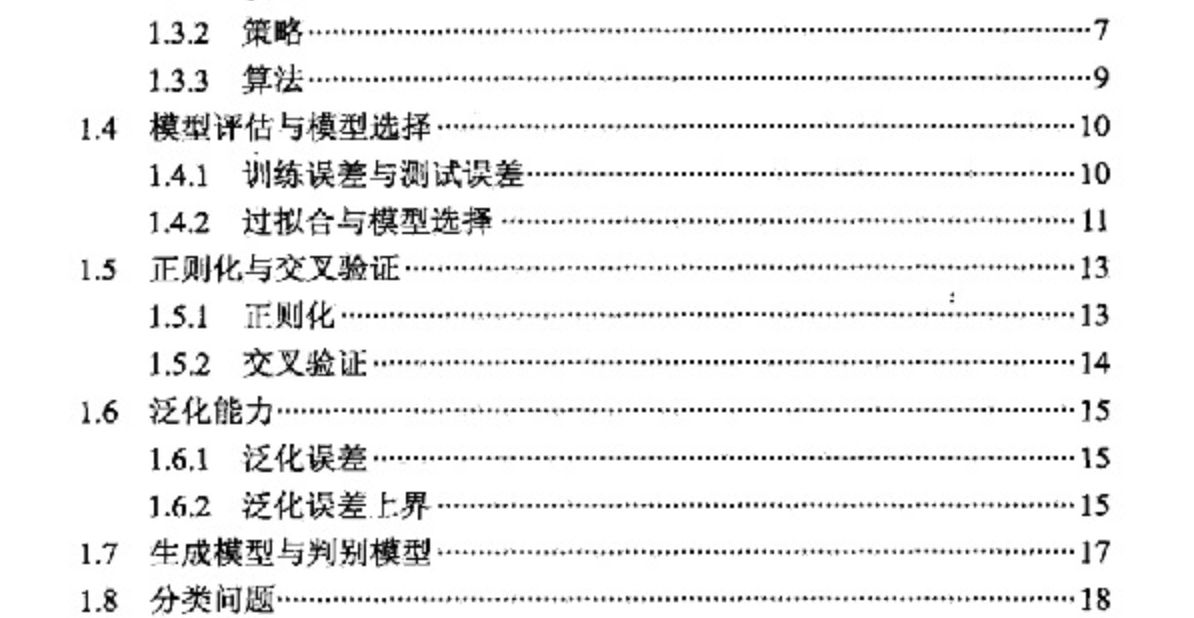 1.3.2 策略 7
1.3.3 算法 9
1.4 模型评估与模型选择 10
1.4.1 训练误差与测试误差 10
1.4.2 过拟合与模型选择 11
1.5 正则化与交叉验证 13
1.5.1 正则化 13
1.5.2 交叉验证 14
1.6 泛化能力 15
1.6.1 泛化误差 15
1.6.2 泛化误差上界 15
1.7 生成模型与判别模型 17
1.8 分类问题 18